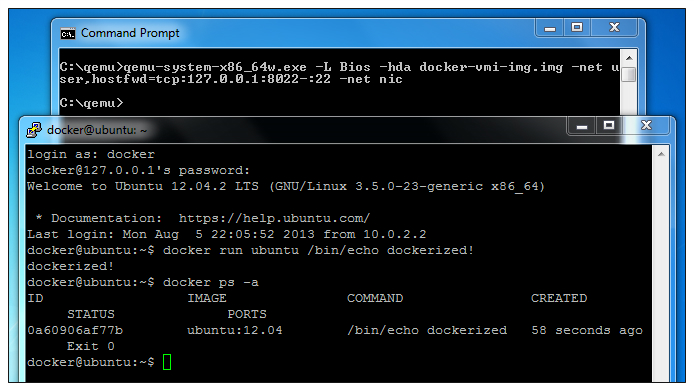 Command Prompt
C:\qemu>qemu-system-x86_64w.exe -L Bios -hda docker-vmi-img.img -net u
ser,hostfwd=tcp:127.0.0.1:8022-:22 -net nic
C:\qemu>
docker@ubuntu: ~
login as: docker
docker@127.0.0.1's password:
Welcome to Ubuntu 12.04.2 LTS (GNU/Linux 3.5.0-23-generic x86_64)
* Documentation:  https://help.ubuntu.com/
Last login: Mon Aug  5 22:05:52 2013 from 10.0.2.2
docker@ubuntu:~$ docker run ubuntu /bin/echo dockerized!
dockerized!
docker@ubuntu:~$ docker ps -a
ID                  IMAGE               COMMAND                CREATED
     STATUS              PORTS
0a60906af77b        ubuntu:12.04        /bin/echo dockerized   58 seconds ago
     Exit 0
docker@ubuntu:~$